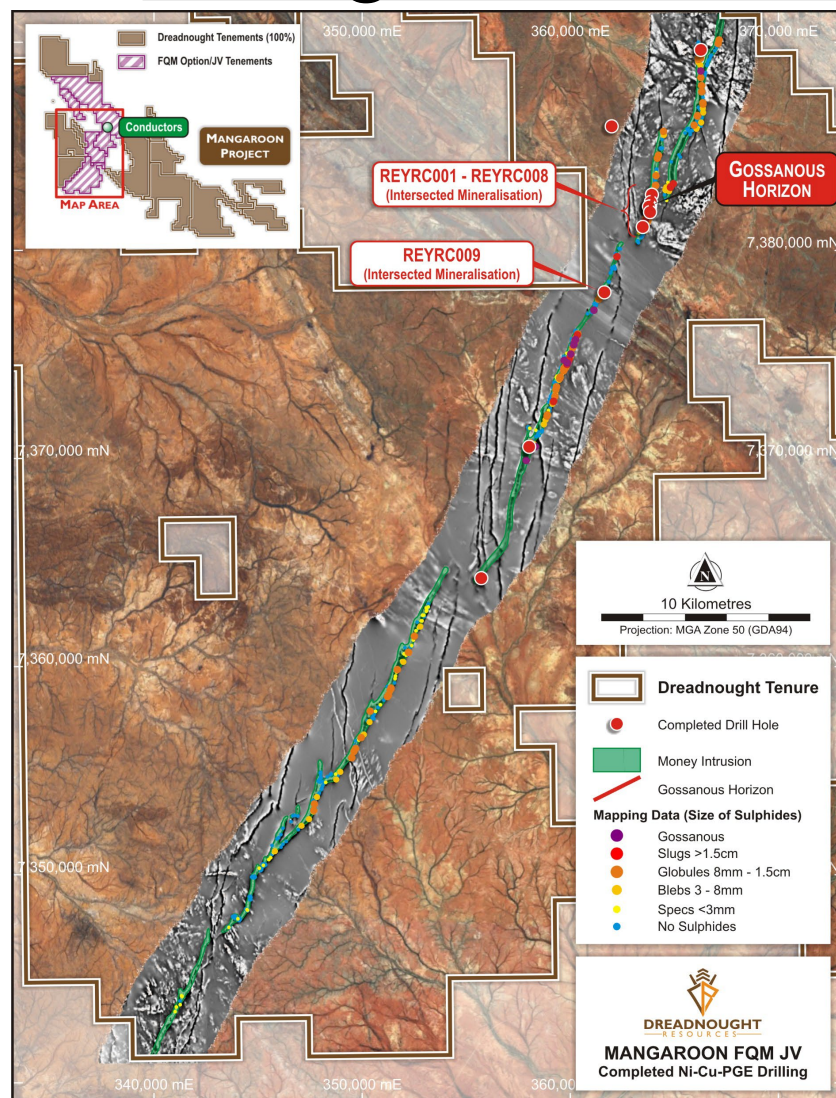 350,000 mE
360,000 mE
370,000 mE
Dreadnought Tenements (100%)
FQM Option/JV Tenements
Conductors
MANGAROON
PROJECT
MAP AREA
REYRC001 - REYRC008
(Intersected Mineralisation)
GOSSANOUS
HORIZON
REYRC009
(Intersected Mineralisation)
7,380,000 mN
7,370,000 mN
7,370,000 mN
N
10 Kilometres
Projection: MGA Zone 50 (GDA94)
7,360,000 mN
Dreadnought Tenure
Completed Drill Hole
Money Intrusion
Gossanous Horizon
Mapping Data (Size of Sulphides)
Gossanous
Slugs >1.5cm
Globules 8mm - 1.5cm
Blebs 3 - 8mm
Specs <3mm
No Sulphides
7,350,000 mN
DREADNOUGHT
RESOURCES
MANGAROON FQM JV
Completed Ni-Cu-PGE Drilling
340,000 mE
350,000 mE
360,000